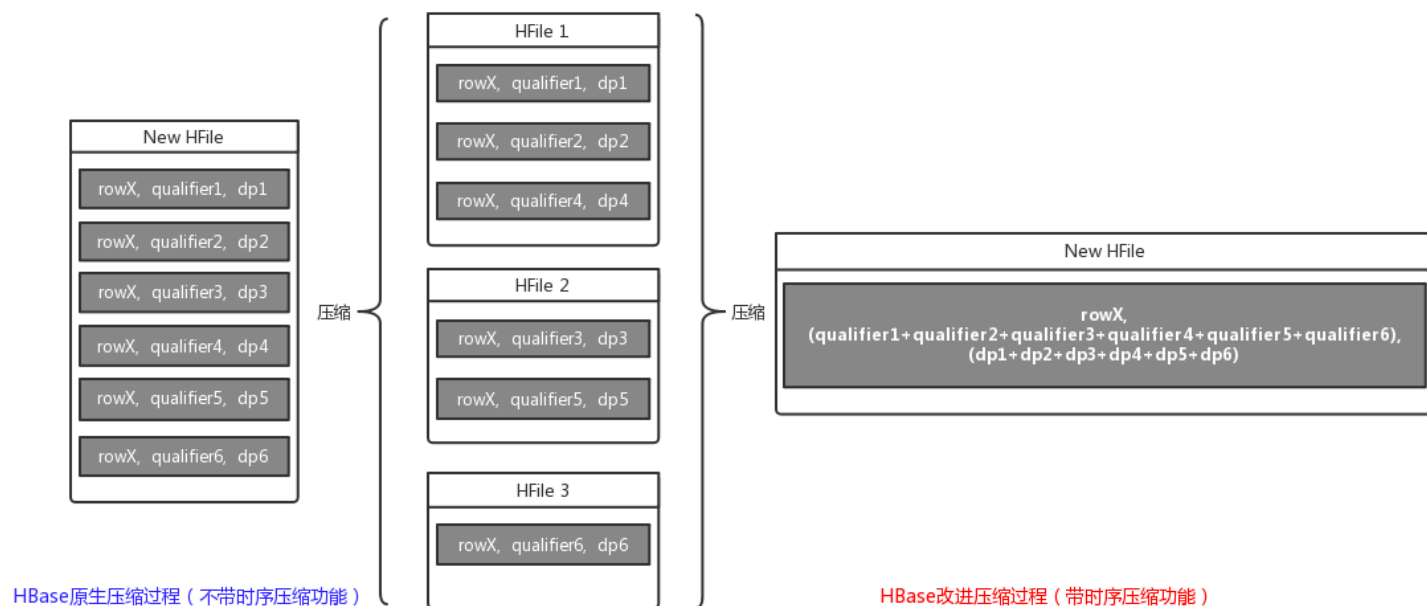 New HFile
rowX, qualifier1, dp1
rowX, qualifier2, dp2
rowX, qualifier3, dp3
rowX, qualifier4, dp4
rowX, qualifier5, dp5
rowX, qualifier6, dp6
压缩
HFile 1
rowX, qualifier1, dp1
rowX, qualifier2, dp2
rowX, qualifier4, dp4
HFile 2
rowX, qualifier3, dp3
rowX, qualifier5, dp5
HFile 3
rowX, qualifier6, dp6
压缩
New HFile
rowX,
(qualifier1+qualifier2+qualifier3+qualifier4+qualifier5+qualifier6),
(dp1+dp2+dp3+dp4+dp5+dp6)
HBase原生压缩过程（不带时序压缩功能）
HBase改进压缩过程（带时序压缩功能）